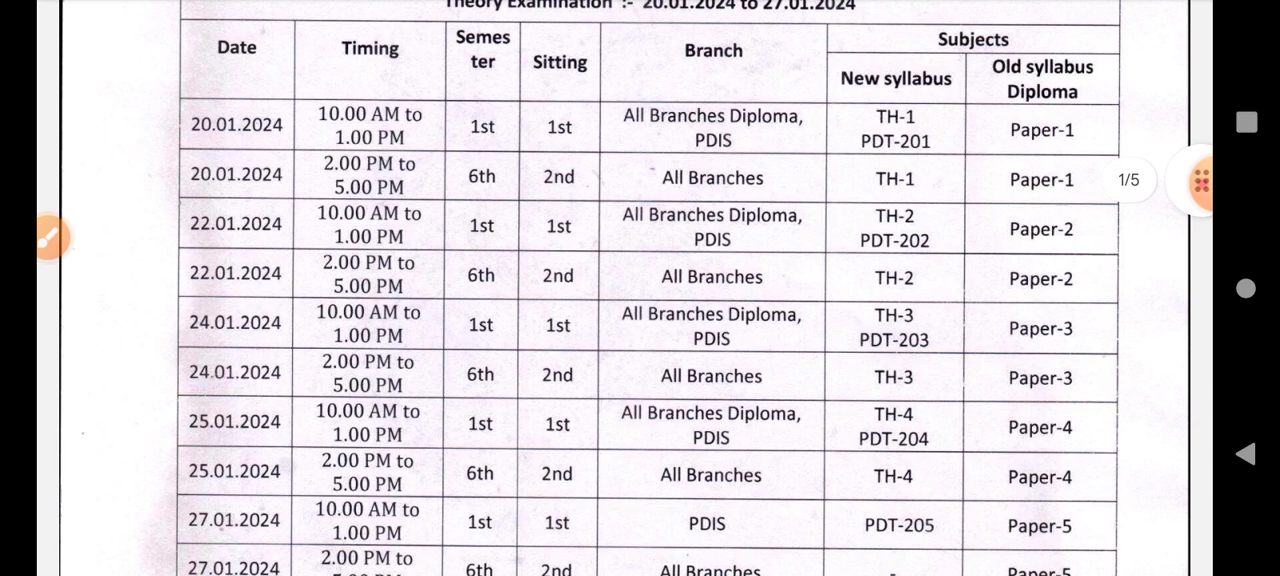 Theory Examination :- 20.01.2024 to 27.01.2024
Date Timing Semes ter Sitting Branch Subjects
New syllabus Old syllabus Diploma
20.01.2024 10.00 AM to 1.00 PM 1st 1st All Branches Diploma, PDIS TH-1 PDT-201 Paper-1
20.01.2024 2.00 PM to 5.00 PM 6th 2nd All Branches TH-1 Paper-1
1/5
22.01.2024 10.00 AM to 1.00 PM 1st 1st All Branches Diploma, PDIS TH-2 PDT-202 Paper-2
22.01.2024 2.00 PM to 5.00 PM 6th 2nd All Branches TH-2 Paper-2
24.01.2024 10.00 AM to 1.00 PM 1st 1st All Branches Diploma, PDIS TH-3 PDT-203 Paper-3
24.01.2024 2.00 PM to 5.00 PM 6th 2nd All Branches TH-3 Paper-3
25.01.2024 10.00 AM to 1.00 PM 1st 1st All Branches Diploma, PDIS TH-4 PDT-204 Paper-4
25.01.2024 2.00 PM to 5.00 PM 6th 2nd All Branches TH-4 Paper-4
27.01.2024 10.00 AM to 1.00 PM 1st 1st PDIS PDT-205 Paper-5
27.01.2024 2.00 PM to 6th 2nd All Branches - Paper-5